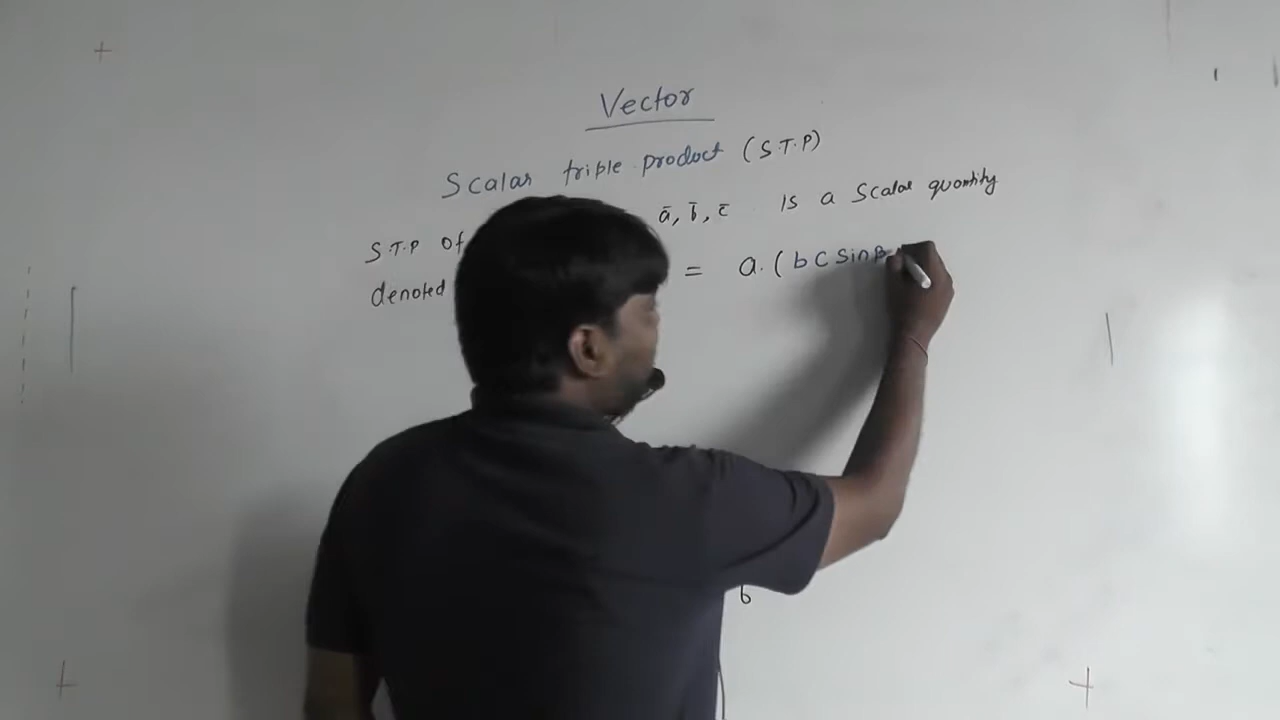 Vector
Scalar triple product (S.T.P)
S.T.P of ā, b̄, c̄ is a Scalar quantity
denoted = a. ( b c Sin β
b